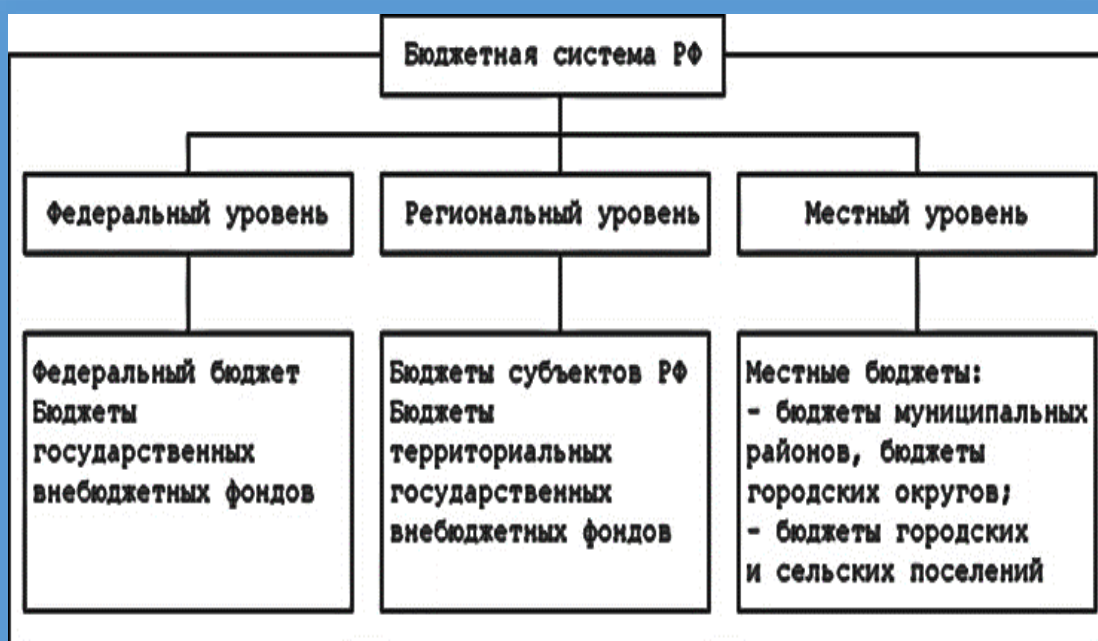 Бюджетная система РФ
Федеральный уровень
Региональный уровень
Местный уровень
Федеральный бюджет
Бюджеты
государственных
внебюджетных фондов
Бюджеты субъектов РФ
Бюджеты
территориальных
государственных
внебюджетных фондов
Местные бюджеты:
- бюджеты муниципальных
районов, бюджеты
городских округов;
- бюджеты городских
и сельских поселений